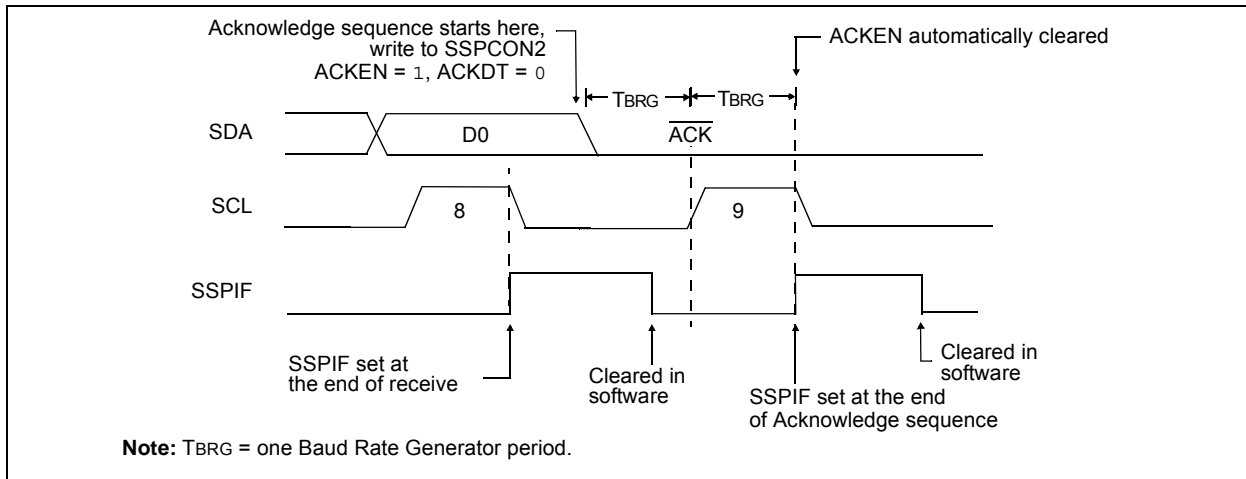 Acknowledge sequence starts here,
write to SSPCON2
ACKEN = 1, ACKDT = 0
ACKEN automatically cleared
TBRG
TBRG
SDA
D0
ACK
SCL
8
9
SSPIF
SSPIF set at
the end of receive
Cleared in
software
SSPIF set at the end
of Acknowledge sequence
Cleared in
software
Note: TBRG = one Baud Rate Generator period.